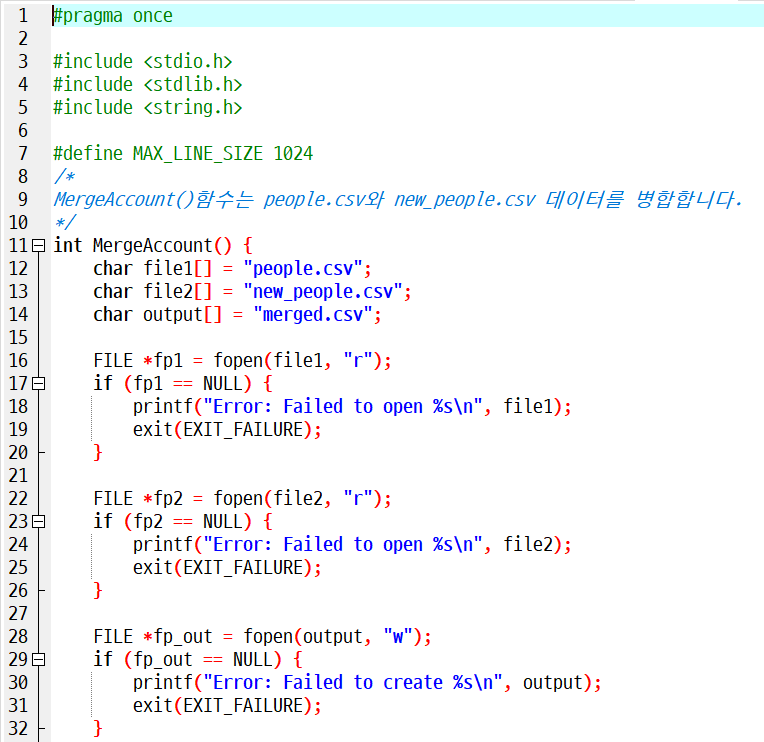 1 #pragma once
2
3 #include <stdio.h>
4 #include <stdlib.h>
5 #include <string.h>
6
7 #define MAX_LINE_SIZE 1024
8 /*
9 MergeAccount()함수는 people.csv와 new_people.csv 데이터를 병합합니다.
10 */
11 int MergeAccount() {
12     char file1[] = "people.csv";
13     char file2[] = "new_people.csv";
14     char output[] = "merged.csv";
15
16     FILE *fp1 = fopen(file1, "r");
17     if (fp1 == NULL) {
18         printf("Error: Failed to open %s\n", file1);
19         exit(EXIT_FAILURE);
20     }
21
22     FILE *fp2 = fopen(file2, "r");
23     if (fp2 == NULL) {
24         printf("Error: Failed to open %s\n", file2);
25         exit(EXIT_FAILURE);
26     }
27
28     FILE *fp_out = fopen(output, "w");
29     if (fp_out == NULL) {
30         printf("Error: Failed to create %s\n", output);
31         exit(EXIT_FAILURE);
32     }